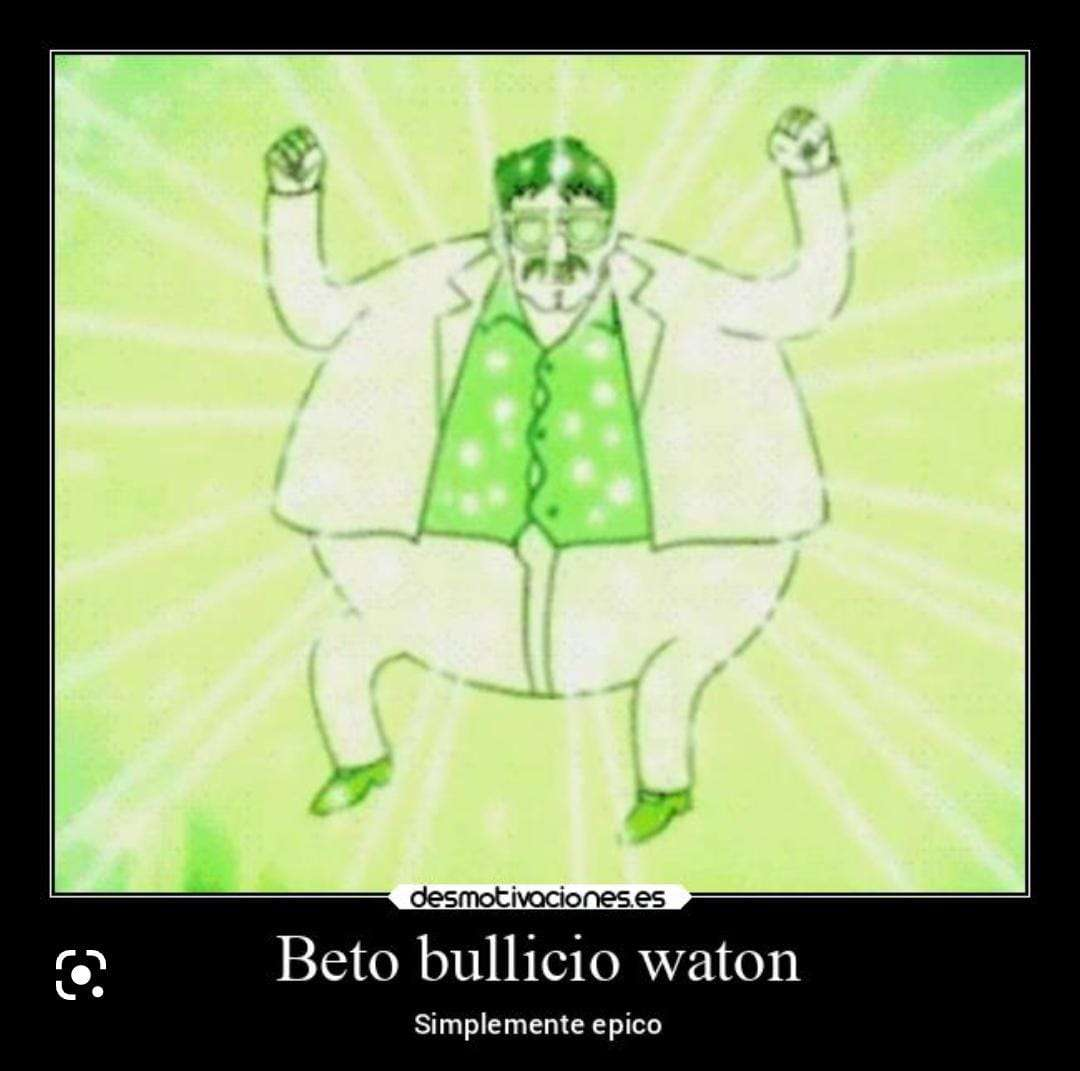 desmotivaciones.es
Beto bullicio waton
Simplemente epico